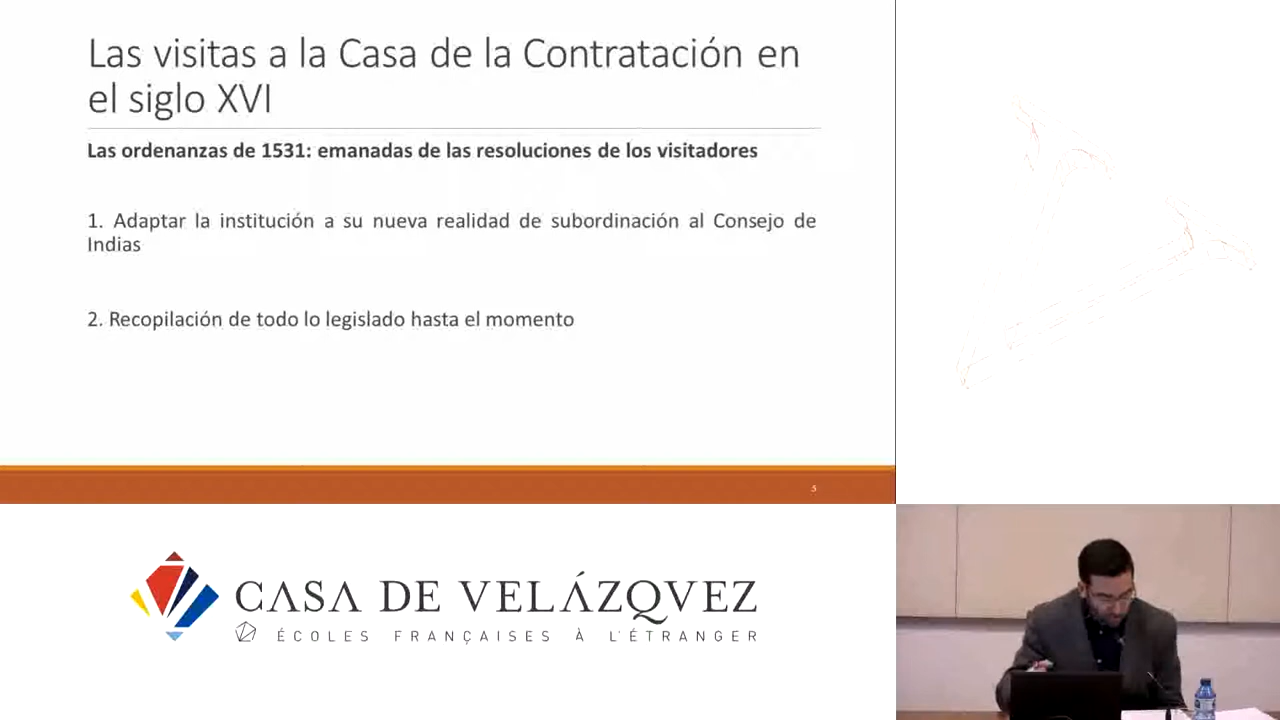 Las visitas a la Casa de la Contratación en
el siglo XVI
Las ordenanzas de 1531: emanadas de las resoluciones de los visitadores
1. Adaptar la institución a su nueva realidad de subordinación al Consejo de
Indias
2. Recopilación de todo lo legislado hasta el momento
5
CASA DE VELÁZQVEZ
ÉCOLES FRANÇAISES À L'ÉTRANGER